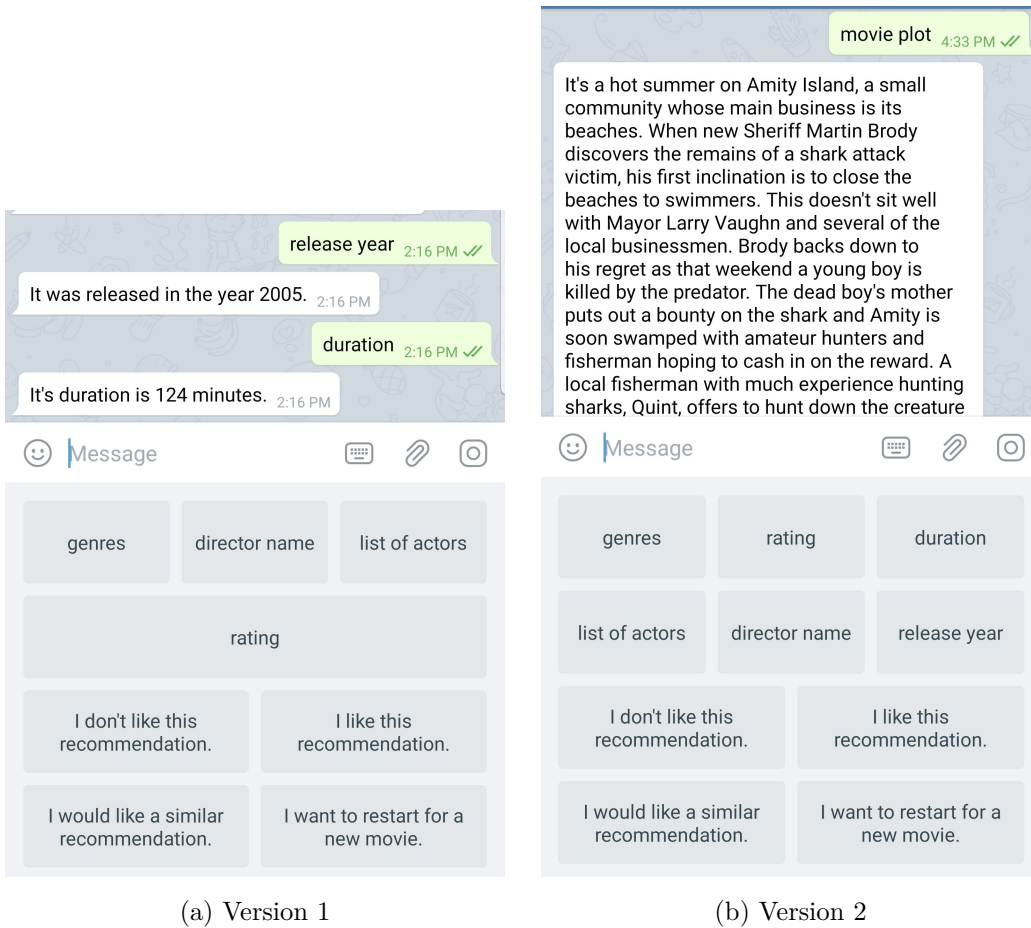 release year 2:16 PM
It was released in the year 2005. 2:16 PM
duration 2:16 PM
It's duration is 124 minutes. 2:16 PM
Message
genres
director name
list of actors
rating
I don't like this
recommendation.
I like this
recommendation.
I would like a similar
recommendation.
I want to restart for a
new movie.
(a) Version 1
movie plot 4:33 PM
It's a hot summer on Amity Island, a small
community whose main business is its
beaches. When new Sheriff Martin Brody
discovers the remains of a shark attack
victim, his first inclination is to close the
beaches to swimmers. This doesn't sit well
with Mayor Larry Vaughn and several of the
local businessmen. Brody backs down to
his regret as that weekend a young boy is
killed by the predator. The dead boy's mother
puts out a bounty on the shark and Amity is
soon swamped with amateur hunters and
fisherman hoping to cash in on the reward. A
local fisherman with much experience hunting
sharks, Quint, offers to hunt down the creature
Message
genres
rating
duration
list of actors
director name
release year
I don't like this
recommendation.
I like this
recommendation.
I would like a similar
recommendation.
I want to restart for a
new movie.
(b) Version 2